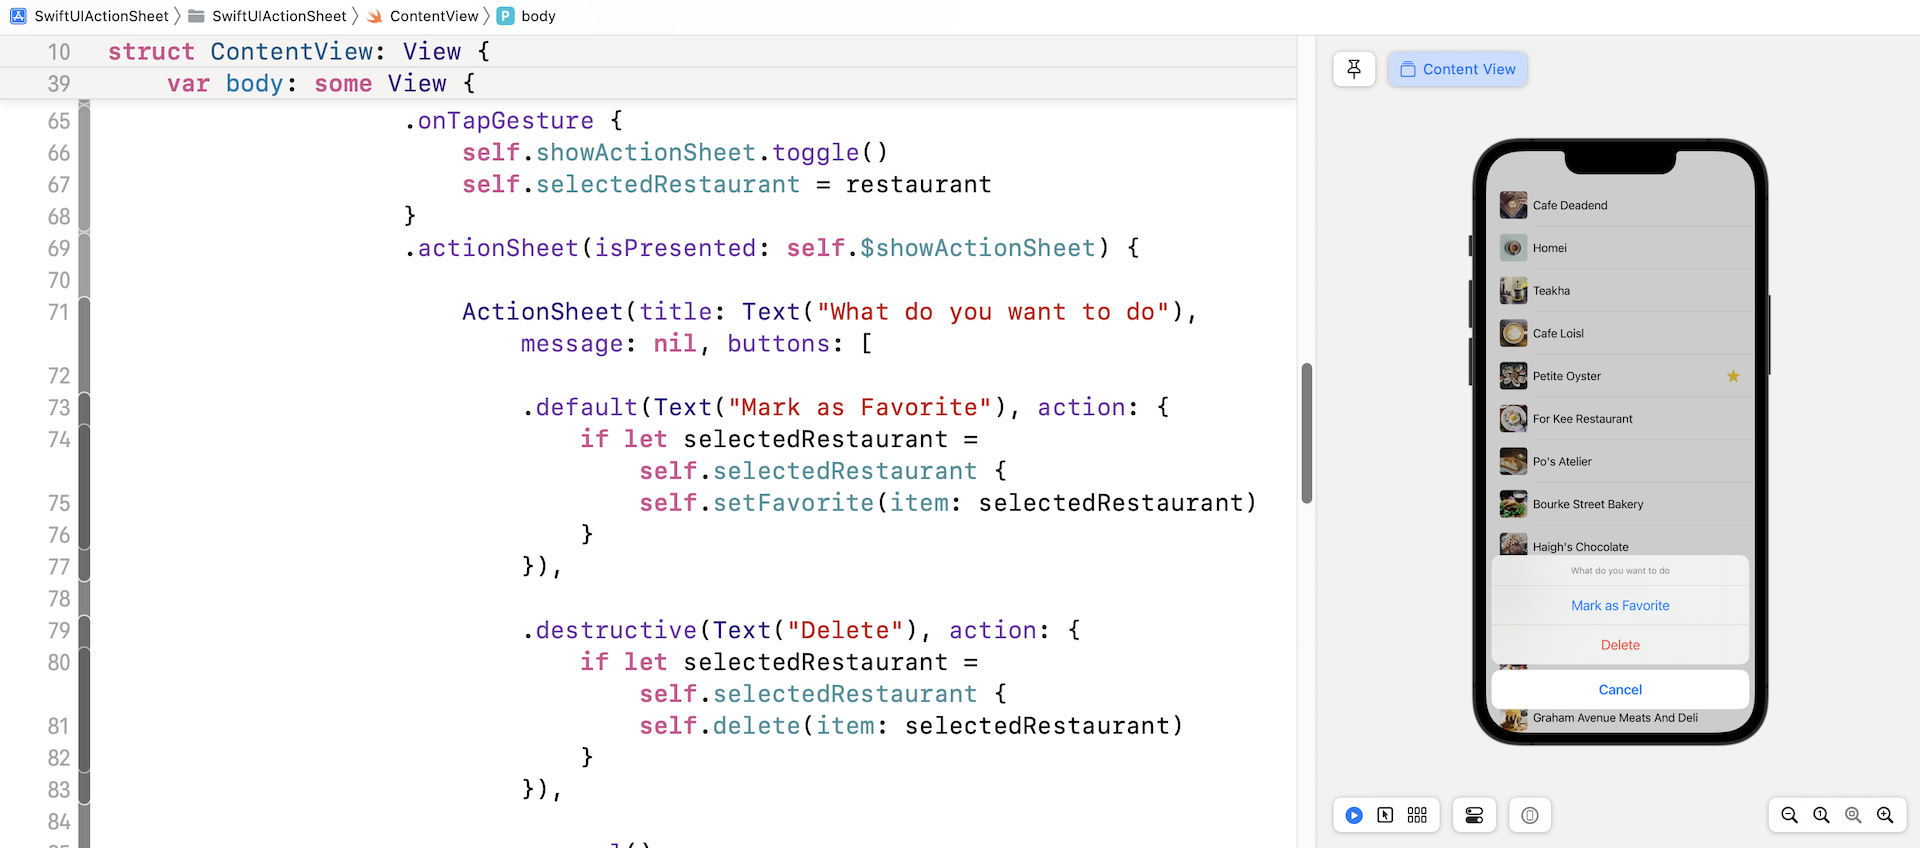 SwiftUIActionSheet 〉 SwiftUIActionSheet 〉 ContentView 〉 P body
10 struct ContentView: View {
39 var body: some View {
65 .onTapGesture {
66 self.showActionSheet.toggle()
67 self.selectedRestaurant = restaurant
68 }
69 .actionSheet(isPresented: self.$showActionSheet) {
70
71 ActionSheet(title: Text("What do you want to do"),
message: nil, buttons: [
72
73 .default(Text("Mark as Favorite"), action: {
74 if let selectedRestaurant =
self.selectedRestaurant {
75 self.setFavorite(item: selectedRestaurant)
76 }
77 }),
78
79 .destructive(Text("Delete"), action: {
80 if let selectedRestaurant =
self.selectedRestaurant {
81 self.delete(item: selectedRestaurant)
82 }
83 }),
84
Content View
Cafe Deadend
Homei
Teakha
Cafe Loisl
Petite Oyster
For Kee Restaurant
Po's Atelier
Bourke Street Bakery
Haigh's Chocolate
What do you want to do
Mark as Favorite
Delete
Cancel
Graham Avenue Meats And Deli